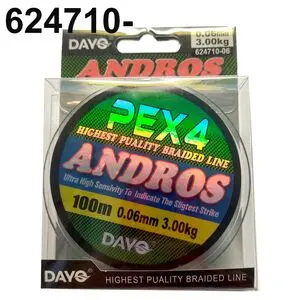 624710-
DAYO
ANDROS
0.06mm
3.00kg
624710-06
PEX4
HIGHEST PUALITY BRAIDED LINE
ANDROS
Ultra High Sensivity To Indicate The Sligtest Strike
100m 0.06mm 3.00kg
DAYO
DAYO HIGHEST PUALITY BRAIDED LINE